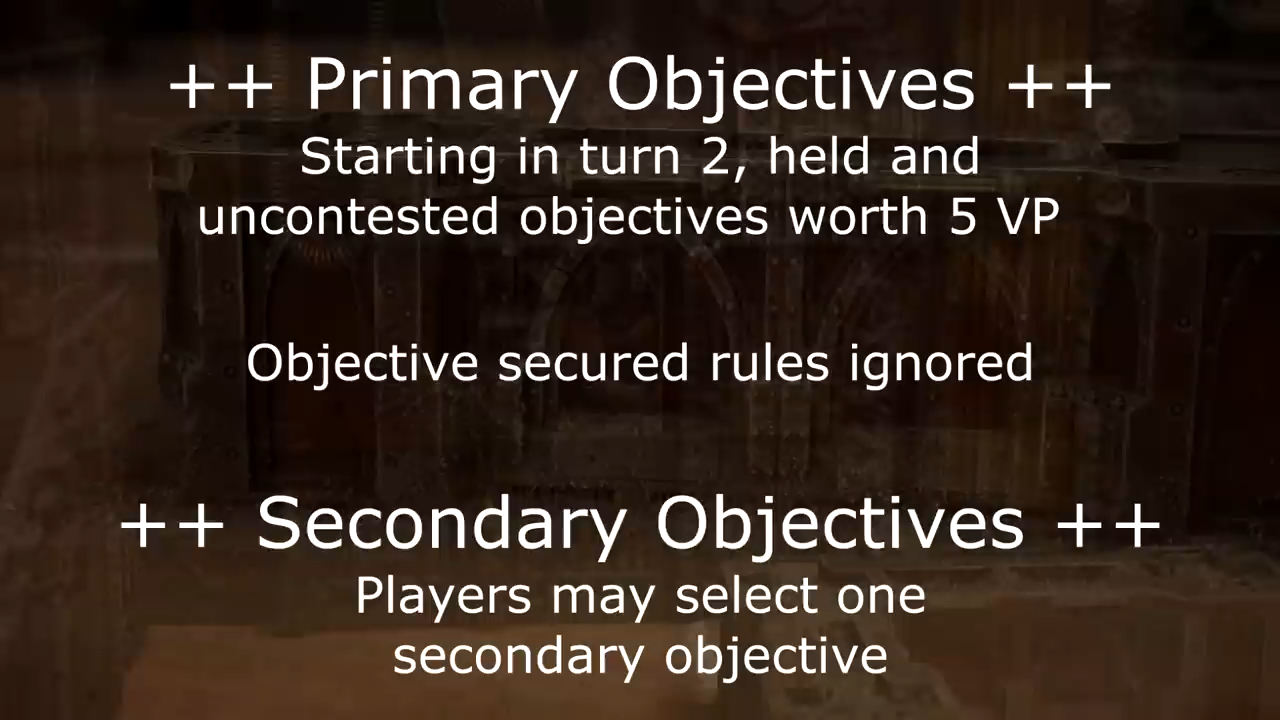 ++ Primary Objectives ++
Starting in turn 2, held and
uncontested objectives worth 5 VP
Objective secured rules ignored
++ Secondary Objectives ++
Players may select one
secondary objective